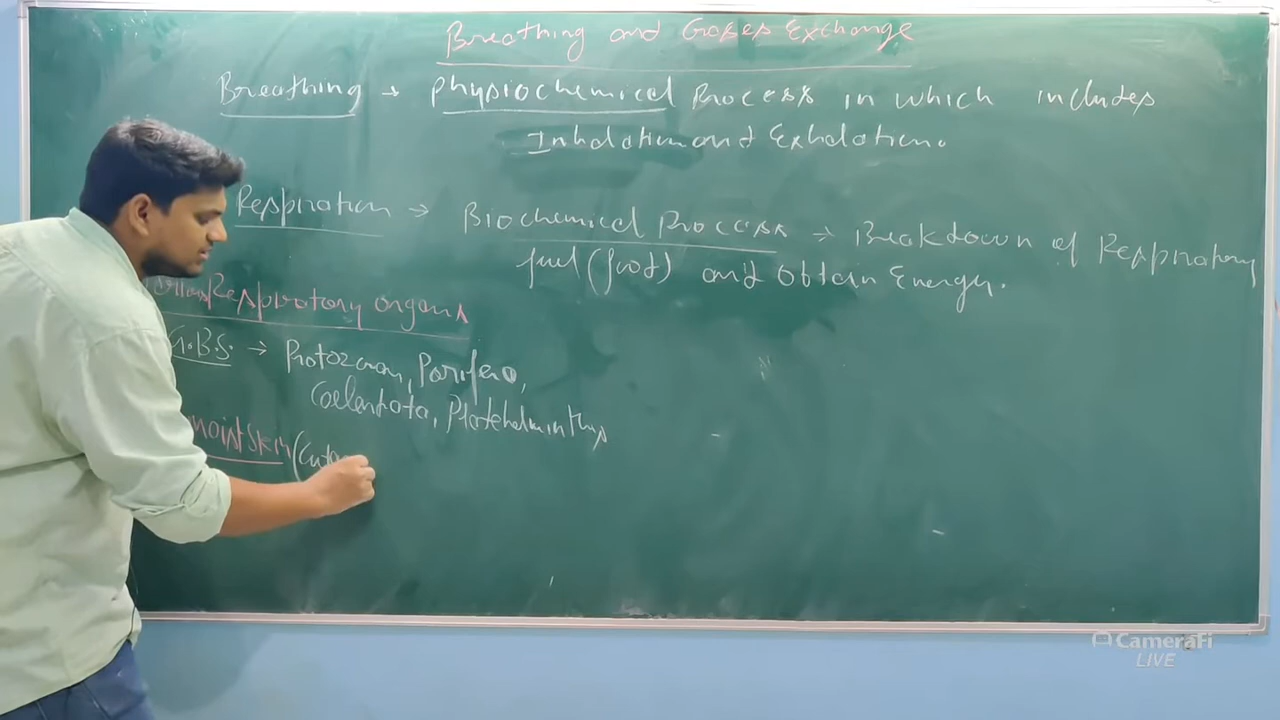 Breathing and Gases Exchange
Breathing → Physiochemical Process in which includes
Inhalation and Exhalation.
Respiration → Biochemical Process → Breakdown of Respiratory
fuel (food) and obtain Energy.
Respiratory organs
G.B.S. → Protozoan, Porifera,
Coelentata, Platehelminthys
moist Skin (Cuta
CameraFi
LIVE